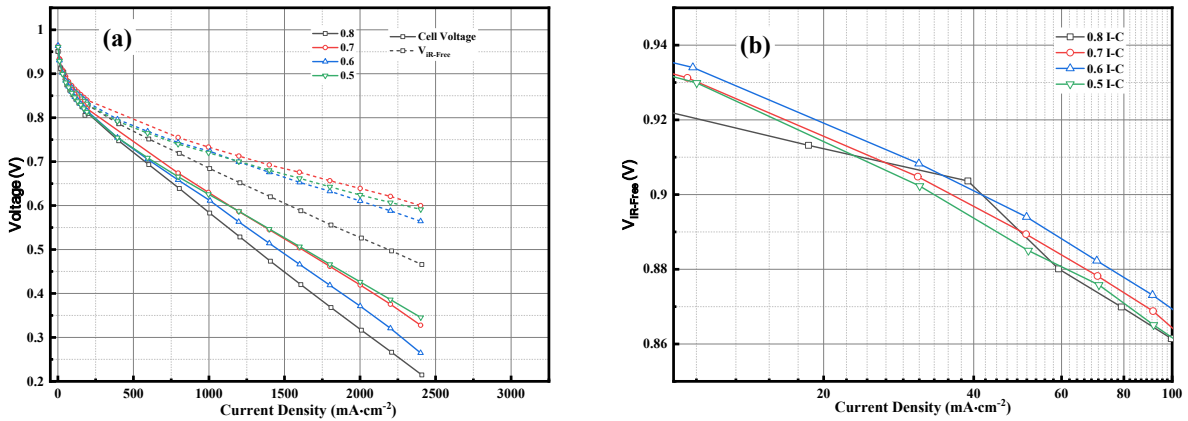 (a)
0.8
0.7
0.6
0.5
Cell Voltage
ViR-Free
Voltage (V)
1
0.9
0.8
0.7
0.6
0.5
0.4
0.3
0.2
0 500 1000 1500 2000 2500 3000
Current Density (mA·cm-2)
(b)
0.8 I-C
0.7 I-C
0.6 I-C
0.5 I-C
VIR-Free (V)
0.94
0.92
0.9
0.88
0.86
20 40 60 80 100
Current Density (mA·cm-2)